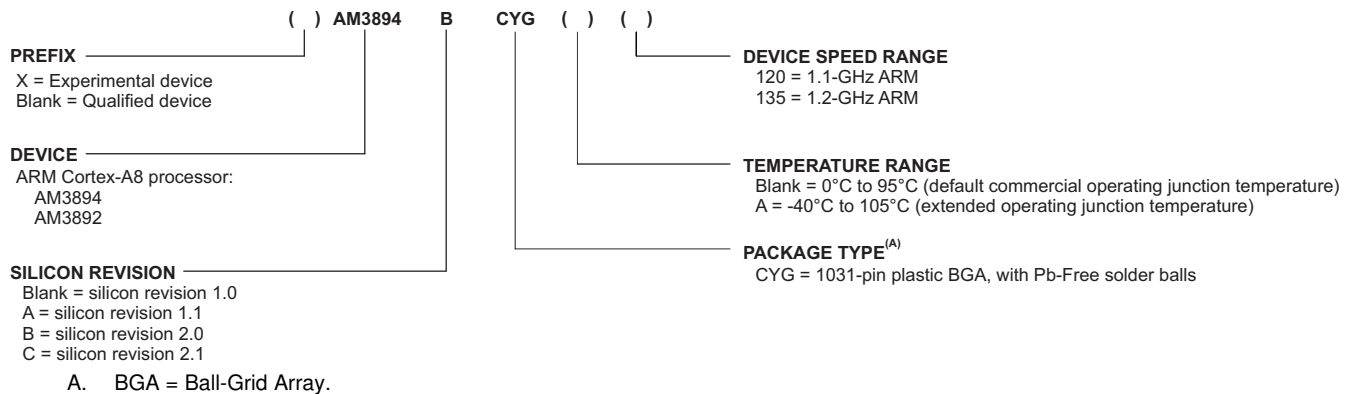 ( ) AM3894 B CYG ( ) ( )
PREFIX
X = Experimental device
Blank = Qualified device
DEVICE
ARM Cortex-A8 processor:
AM3894
AM3892
SILICON REVISION
Blank = silicon revision 1.0
A = silicon revision 1.1
B = silicon revision 2.0
C = silicon revision 2.1
DEVICE SPEED RANGE
120 = 1.1-GHz ARM
135 = 1.2-GHz ARM
TEMPERATURE RANGE
Blank = 0°C to 95°C (default commercial operating junction temperature)
A = -40°C to 105°C (extended operating junction temperature)
PACKAGE TYPE(A)
CYG = 1031-pin plastic BGA, with Pb-Free solder balls
A. BGA = Ball-Grid Array.